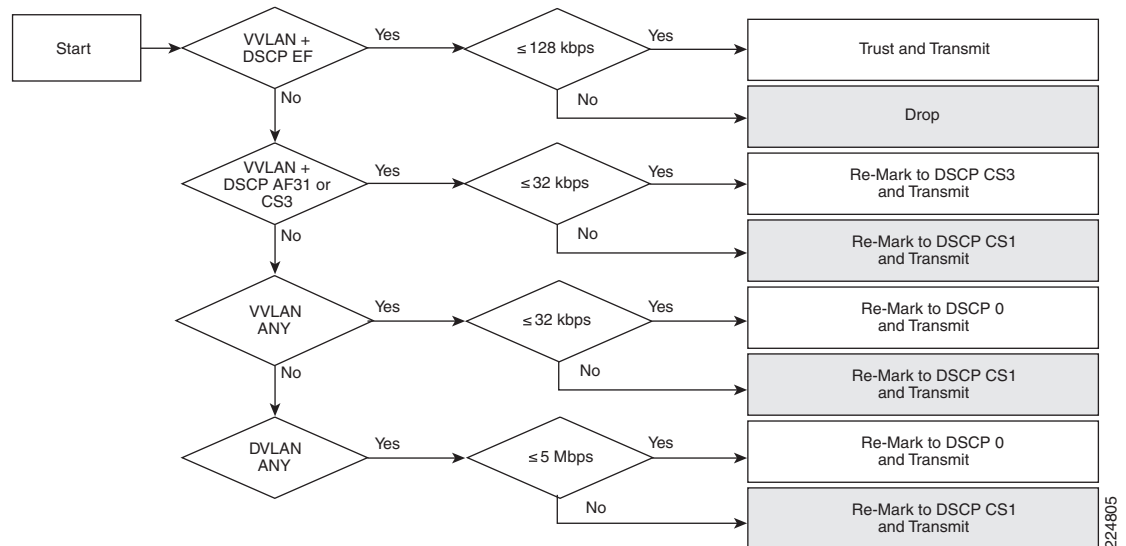 Start
VVLAN +
DSCP EF
Yes
≤128 kbps
Yes
Trust and Transmit
No
No
Drop
VVLAN +
DSCP AF31 or
CS3
Yes
≤32 kbps
Yes
Re-Mark to DSCP CS3
and Transmit
No
No
Re-Mark to DSCP CS1
and Transmit
VVLAN
ANY
Yes
≤32 kbps
Yes
Re-Mark to DSCP 0
and Transmit
No
No
Re-Mark to DSCP CS1
and Transmit
DVLAN
ANY
Yes
≤5 Mbps
Yes
Re-Mark to DSCP 0
and Transmit
No
Re-Mark to DSCP CS1
and Transmit
224805